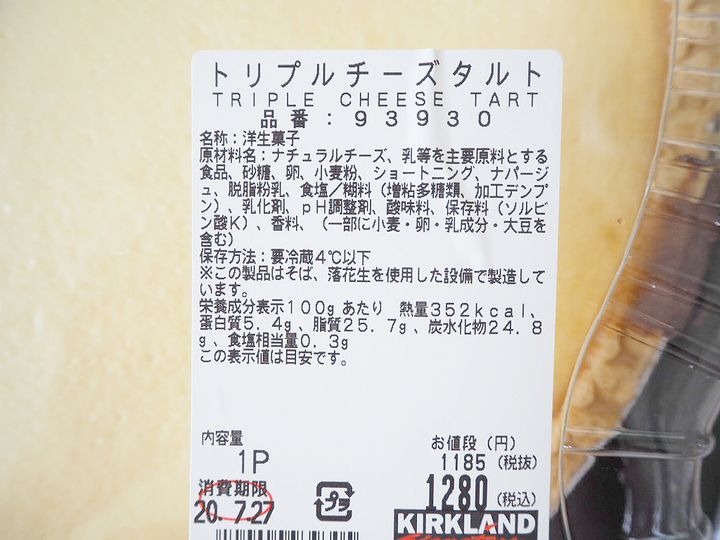 トリプルチーズタルト
TRIPLE CHEESE TART
品番:93930
名称:洋生菓子
原材料名:ナチュラルチーズ、乳等を主要原料とする
食品、砂糖、卵、小麦粉、ショートニング、ナパージ
ュ、脱脂粉乳、食塩/糊料(増粘多糖類、加工デンプ
ン)、乳化剤、pH調整剤、酸味料、保存料(ソルビ
ン酸K)、香料、(一部に小麦・卵・乳成分・大豆を
含む)
保存方法:要冷蔵4℃以下
※この製品はそば、落花生を使用した設備で製造して
います。
栄養成分表示100gあたり 熱量352kcal、
蛋白質5.4g、脂質25.7g、炭水化物24.8
g、食塩相当量0.3g
この表示値は目安です。
内容量
1P
お値段(円)
1185(税抜)
1280(税込)
消費期限
20.7.27
プラ
KIRKLAND